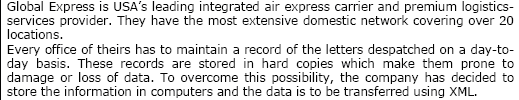 Global Express is USA's leading integrated air express carrier and premium logistics-
services provider. They have the most extensive domestic network covering over 20
locations.
Every office of theirs has to maintain a record of the letters despatched on a day-to-
day basis. These records are stored in hard copies which make them prone to
damage or loss of data. To overcome this possibility, the company has decided to
store the information in computers and the data is to be transferred using XML.